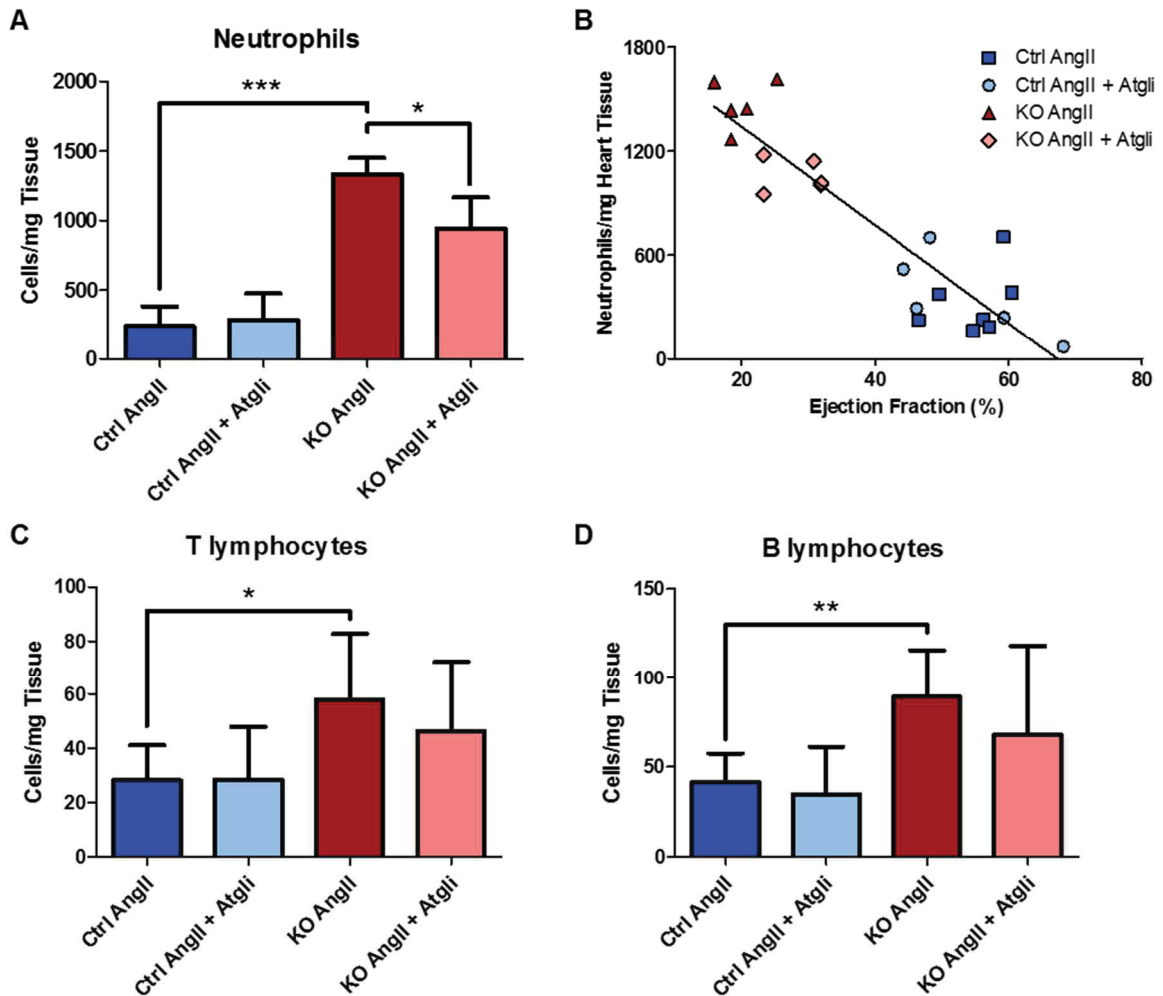 A
Neutrophils
Cells/mg Tissue
2000
1500
1000
500
0
***
*
Ctrl AngII
Ctrl AngII + Atgli
KO AngII
KO AngII + Atgli
B
Neutrophils/mg Heart Tissue
1800
1200
600
0
20
40
60
80
Ejection Fraction (%)
Ctrl AngII
Ctrl AngII + Atgli
KO AngII
KO AngII + Atgli
C
T lymphocytes
Cells/mg Tissue
100
80
60
40
20
0
*
Ctrl AngII
Ctrl AngII + Atgli
KO AngII
KO AngII + Atgli
D
B lymphocytes
Cells/mg Tissue
150
100
50
0
**
Ctrl AngII
Ctrl AngII + Atgli
KO AngII
KO AngII + Atgli